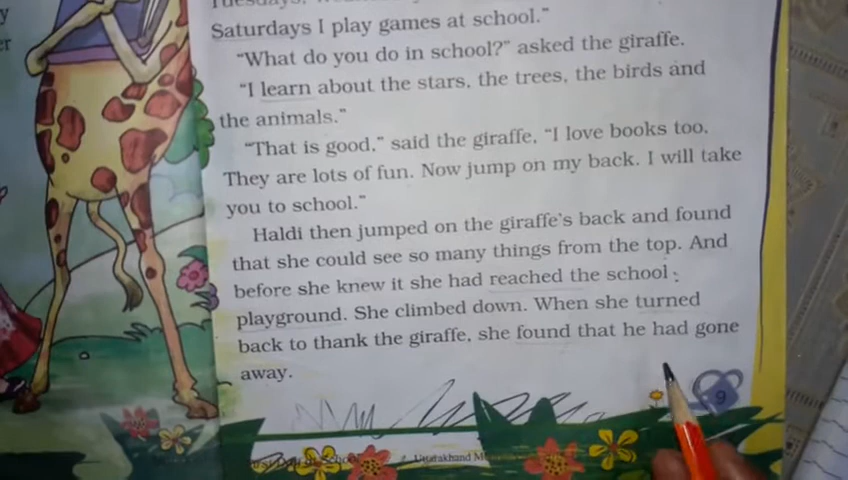 y
er
Saturdays I play games at school."
"What do you do in school?" asked the giraffe.
"I learn about the stars, the trees, the birds and
the animals."
"That is good," said the giraffe, "I love books too.
They are lots of fun. Now jump on my back. I will take
you to school."
Haldi then jumped on the giraffe's back and found
that she could see so many things from the top. And
before she knew it she had reached the school
playground. She climbed down. When she turned
back to thank the giraffe, she found that he had gone
away.
9
Uttarakhand